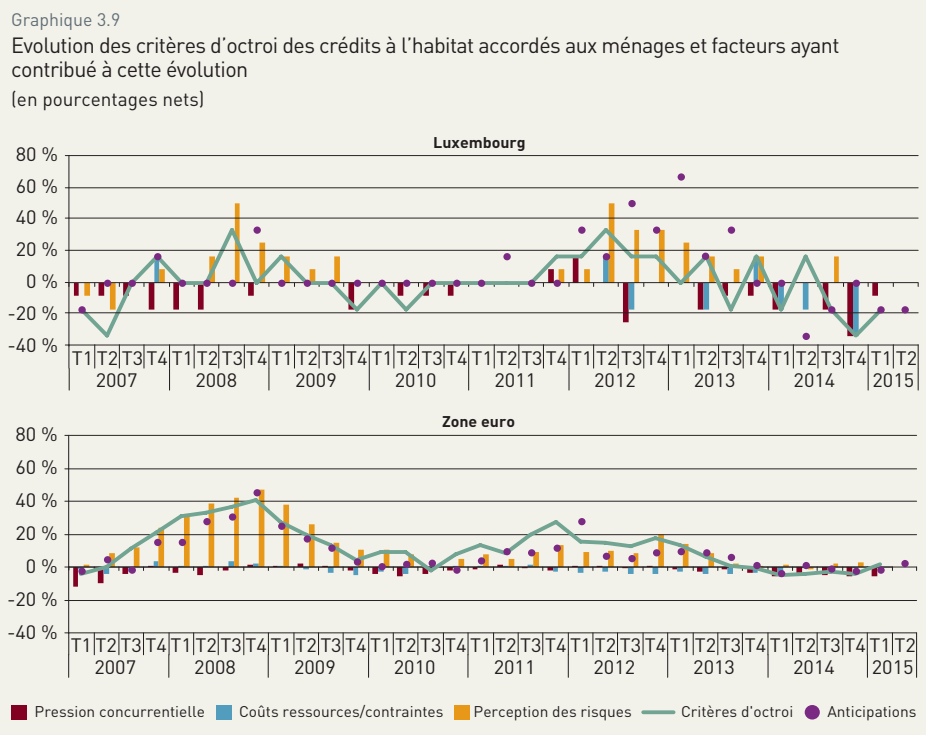 Graphique 3.9
Evolution des critères d'octroi des crédits à l'habitat accordés aux ménages et facteurs ayant
contribué à cette évolution
(en pourcentages nets)
Luxembourg
80 %
60 %
40 %
20 %
0 %
-20 %
-40 %
T1 T2 T3 T4 T1 T2 T3 T4 T1 T2 T3 T4 T1 T2 T3 T4 T1 T2 T3 T4 T1 T2 T3 T4 T1 T2 T3 T4 T1 T2 T3 T4 T1 T2
2007 2008 2009 2010 2011 2012 2013 2014 2015
Zone euro
80 %
60 %
40 %
20 %
0 %
-20 %
-40 %
T1 T2 T3 T4 T1 T2 T3 T4 T1 T2 T3 T4 T1 T2 T3 T4 T1 T2 T3 T4 T1 T2 T3 T4 T1 T2 T3 T4 T1 T2 T3 T4 T1 T2
2007 2008 2009 2010 2011 2012 2013 2014 2015
Pression concurrentielle Coûts ressources/contraintes Perception des risques Critères d'octroi Anticipations